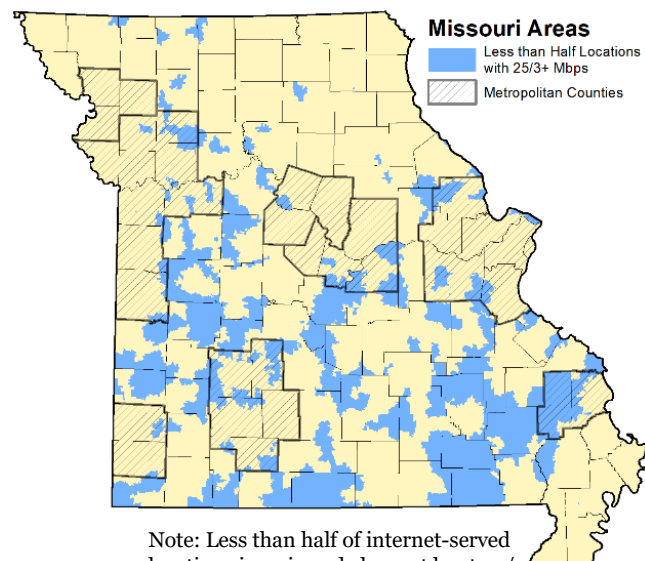 Missouri Areas
Less than Half Locations
with 25/3+ Mbps
Metropolitan Counties
Note: Less than half of internet-served